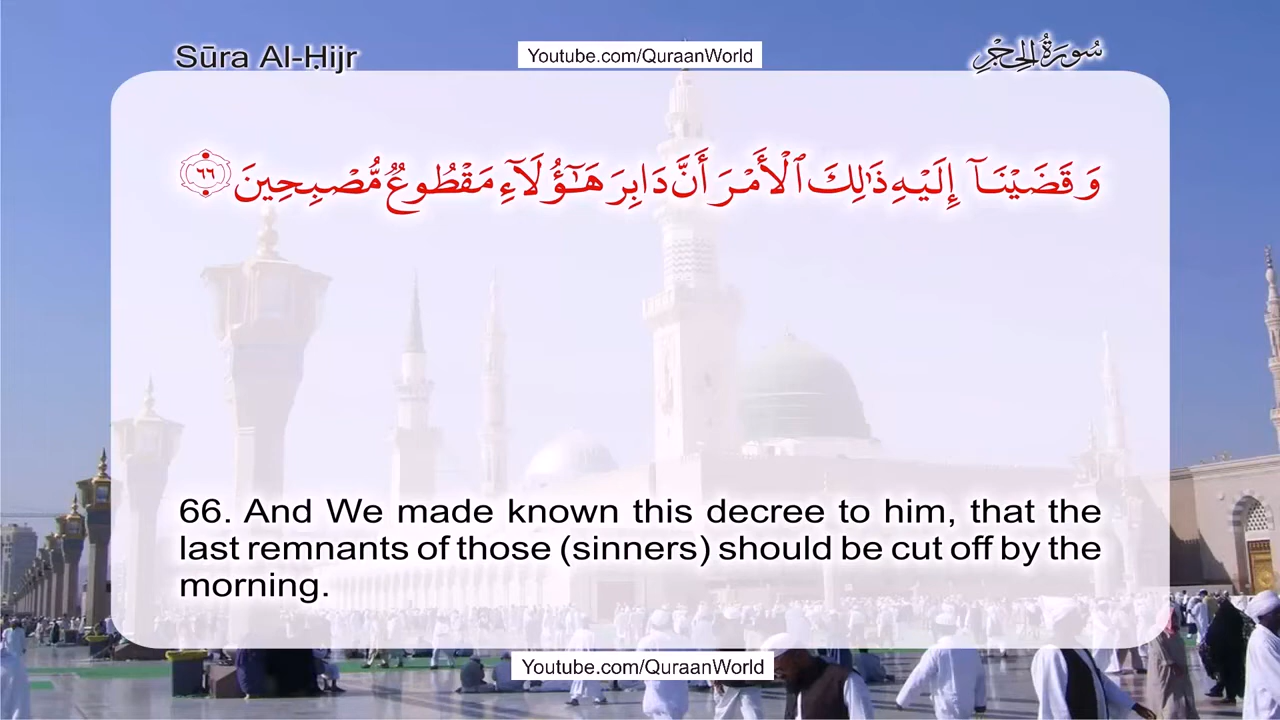 Sūra Al-Ḥijr
Youtube.com/QuraanWorld
سُورَةُ الحِجْرِ
وَقَضَيْنَآ إِلَيْهِ ذَٰلِكَ ٱلْأَمْرَ أَنَّ دَابِرَ هَـٰٓؤُلَآءِ مَقْطُوعٌ مُّصْبِحِينَ ٦٦
66. And We made known this decree to him, that the
last remnants of those (sinners) should be cut off by the
morning.
Youtube.com/QuraanWorld